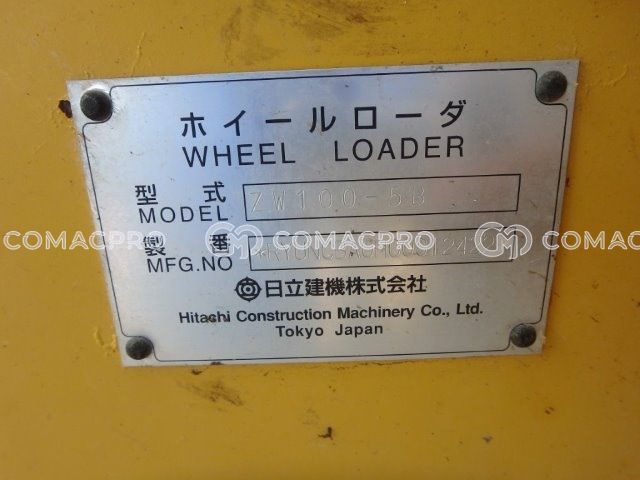 ホイールローダ
WHEEL LOADER
型 式
MODEL ZW100-5B
製 番
MFG.NO
COMACPRO COMACPRO COMACPRO
日立建機株式会社
Hitachi Construction Machinery Co., Ltd.
Tokyo Japan